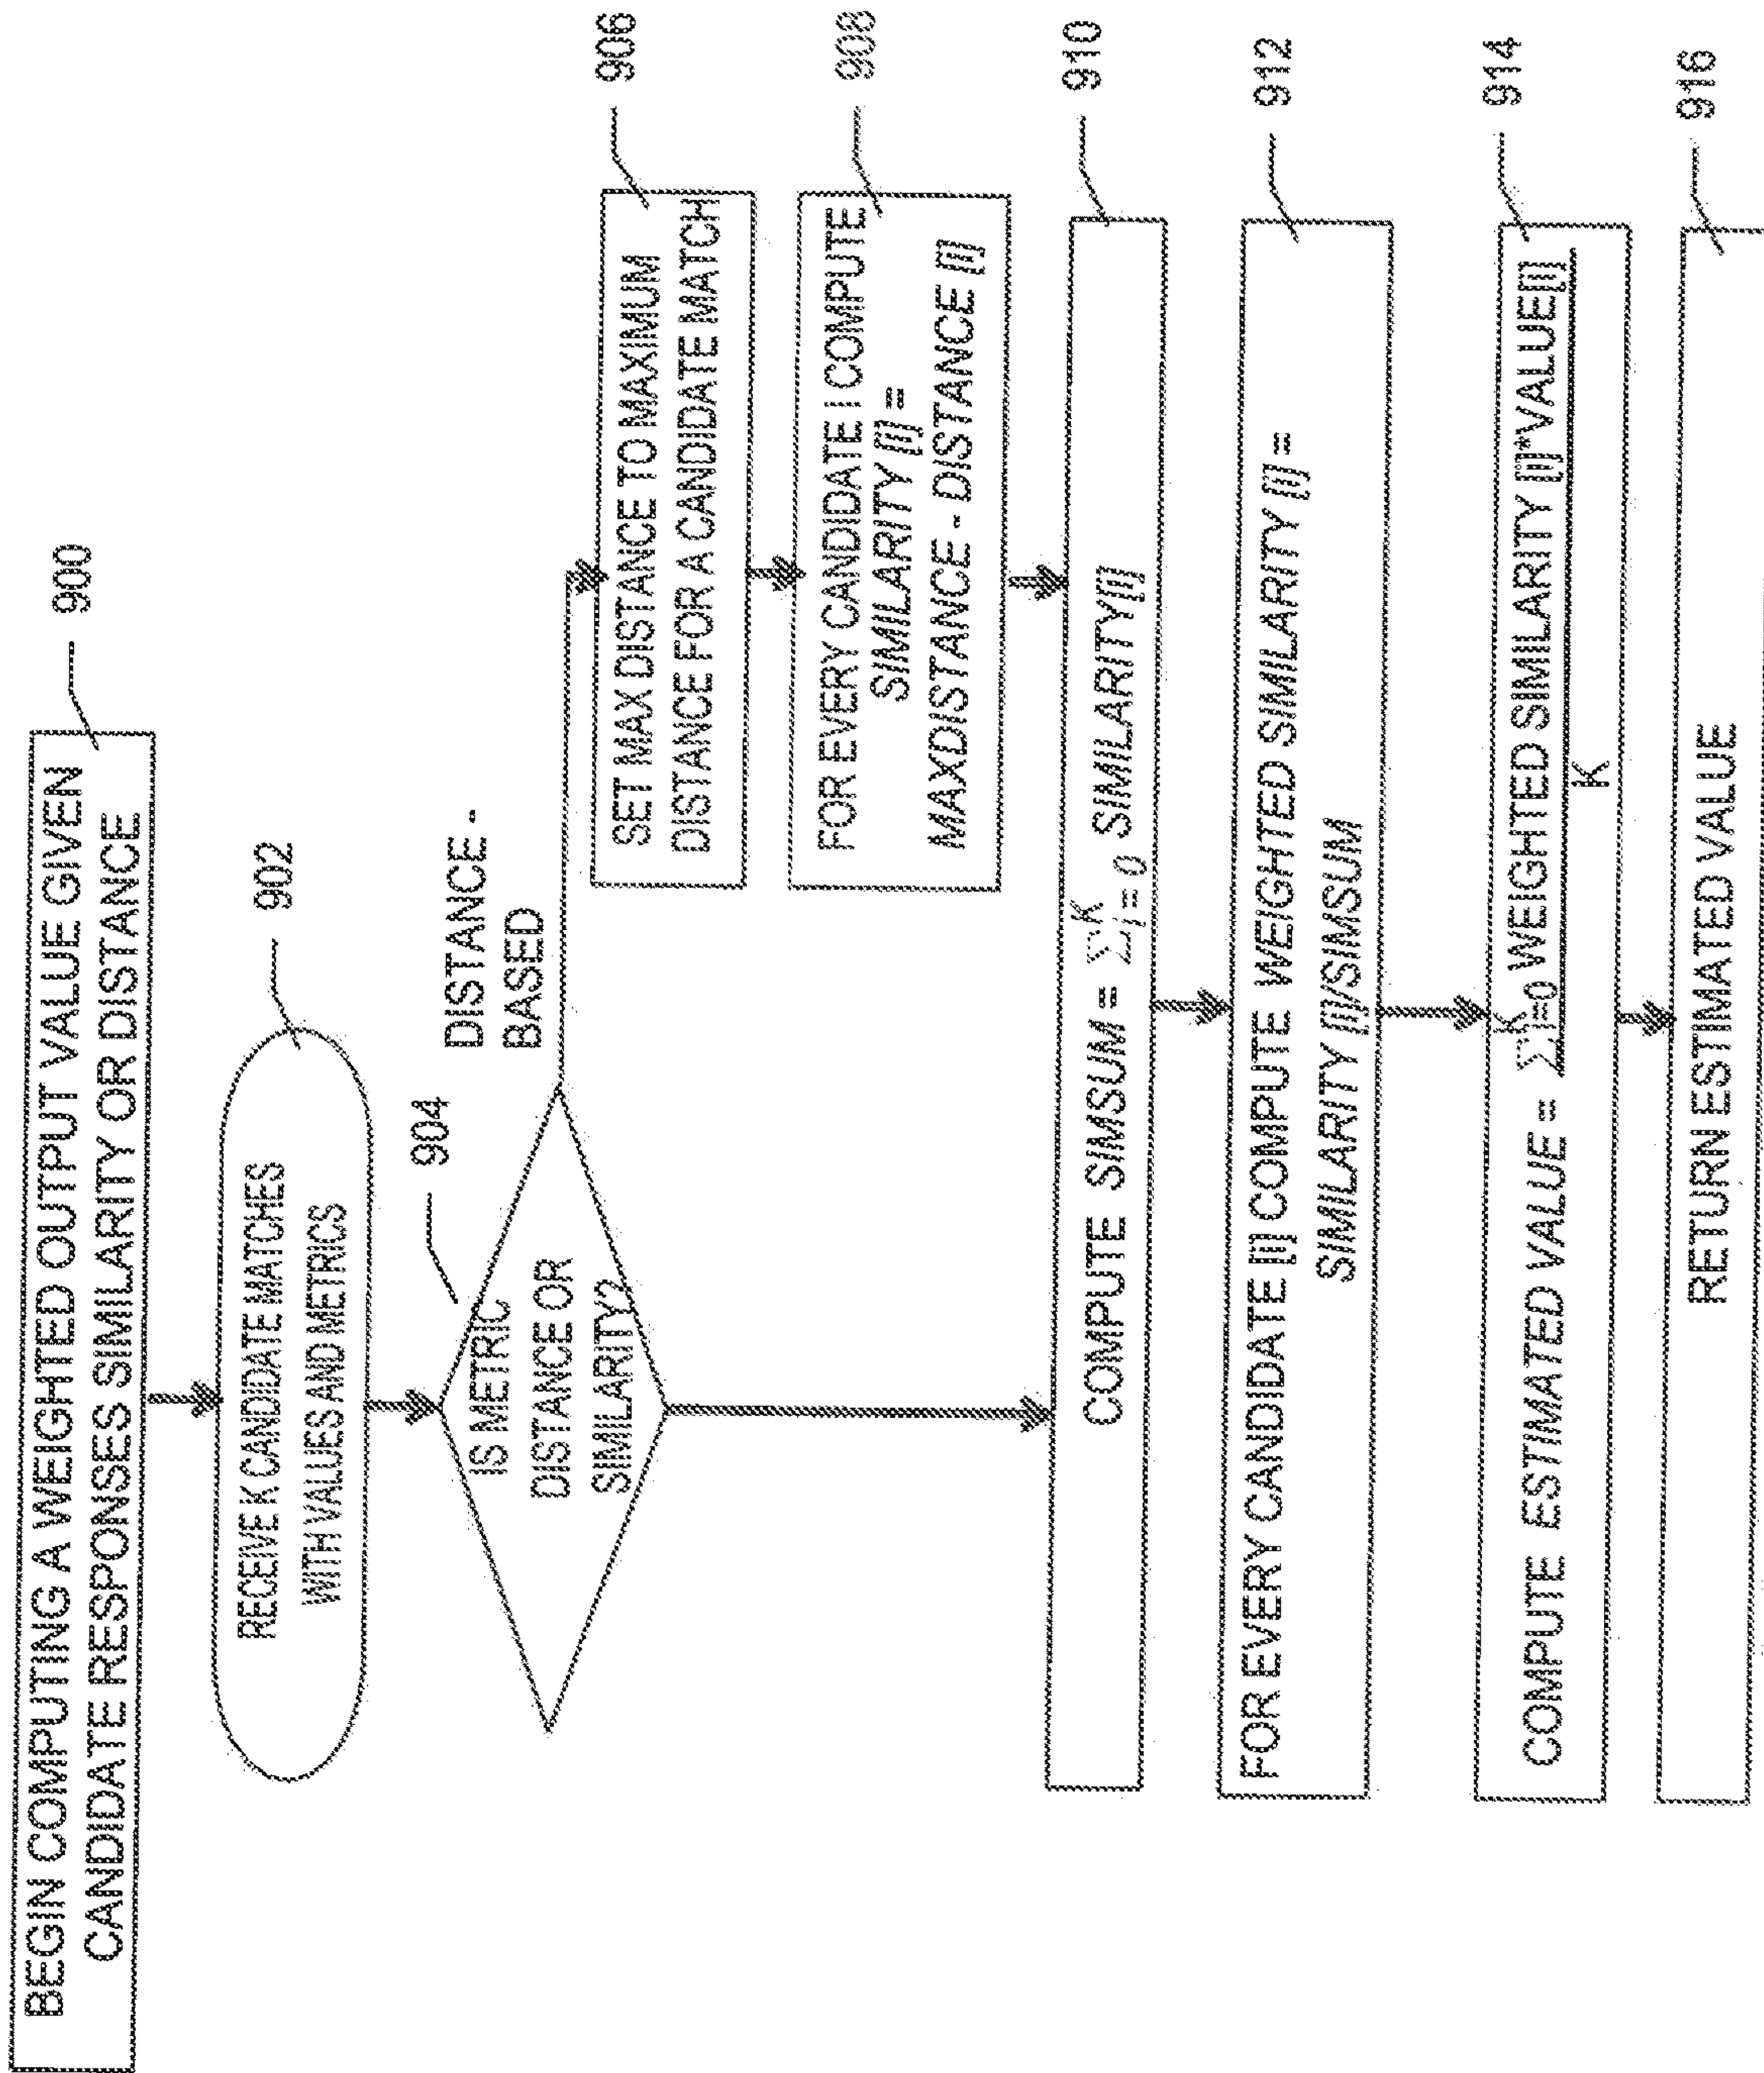 BEGIN COMPUTING A WEIGHTED OUTPUT VALUE GIVEN
CANDIDATE RESPONSES SIMILARITY OR DISTANCE
900
RECEIVE K CANDIDATE MATCHES
WITH VALUES AND METRICS
902
IS METRIC
DISTANCE OR
SIMILARITY?
904
DISTANCE -
BASED
SET MAX DISTANCE TO MAXIMUM
DISTANCE FOR A CANDIDATE MATCH
906
FOR EVERY CANDIDATE I COMPUTE
SIMILARITY [I] =
MAXDISTANCE - DISTANCE [I]
908
COMPUTE SIMSUM = Σ^K_{i=0} SIMILARITY[I]
910
FOR EVERY CANDIDATE [I] COMPUTE WEIGHTED SIMILARITY [I] =
SIMILARITY [I]/SIMSUM
912
COMPUTE ESTIMATED VALUE = Σ^K_{i=0} WEIGHTED SIMILARITY [I]*VALUE[I]
K
914
RETURN ESTIMATED VALUE
916